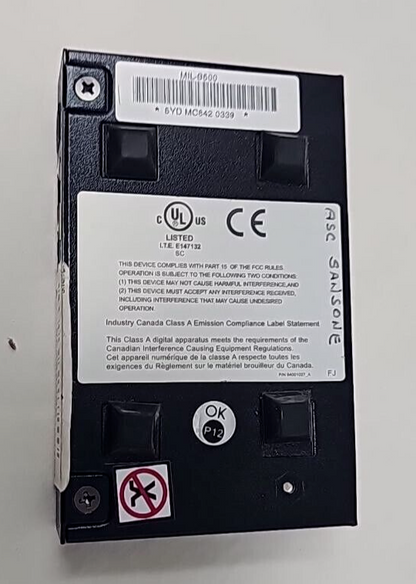 MIL-S500
* 8YD MC642 0339 *
C UL US CE
LISTED
I.T.E. E147132
SC
THIS DEVICE COMPLIES WITH PART 15 OF THE FCC RULES.
OPERATION IS SUBJECT TO THE FOLLOWING TWO CONDITIONS:
(1) THIS DEVICE MAY NOT CAUSE HARMFUL INTERFERENCE,AND
(2) THIS DEVICE MUST ACCEPT ANY INTERFERENCE RECEIVED,
INCLUDING INTERFERENCE THAT MAY CAUSE UNDESIRED
OPERATION.
Industry Canada Class A Emission Compliance Label Statement
This Class A digital apparatus meets the requirements of the
Canadian Interference Causing Equipment Regulations.
Cet appareil numérique de la classe A respecte toutes les
exigences du Règlement sur le matériel brouilleur du Canada.
FJ
ASC SANSONE
OK
P12